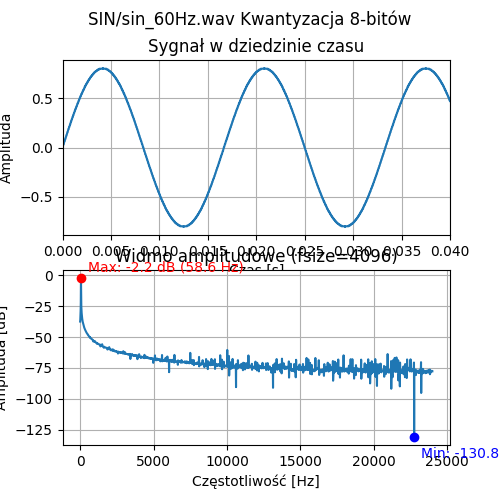 SIN/sin_60Hz.wav Kwantyzacja 8-bitów
Sygnał w dziedzinie czasu
Amplituda
0.5
0.0
−0.5
0.000 0.005 0.010 0.015 0.020 0.025 0.030 0.035 0.040
Czas [s]
Widmo amplitudowe (fsize=4096)
Max: -2.2 dB (58.6 Hz)
Amplituda [dB]
0
−25
−50
−75
−100
−125
Min: -130.8
0 5000 10000 15000 20000 25000
Częstotliwość [Hz]